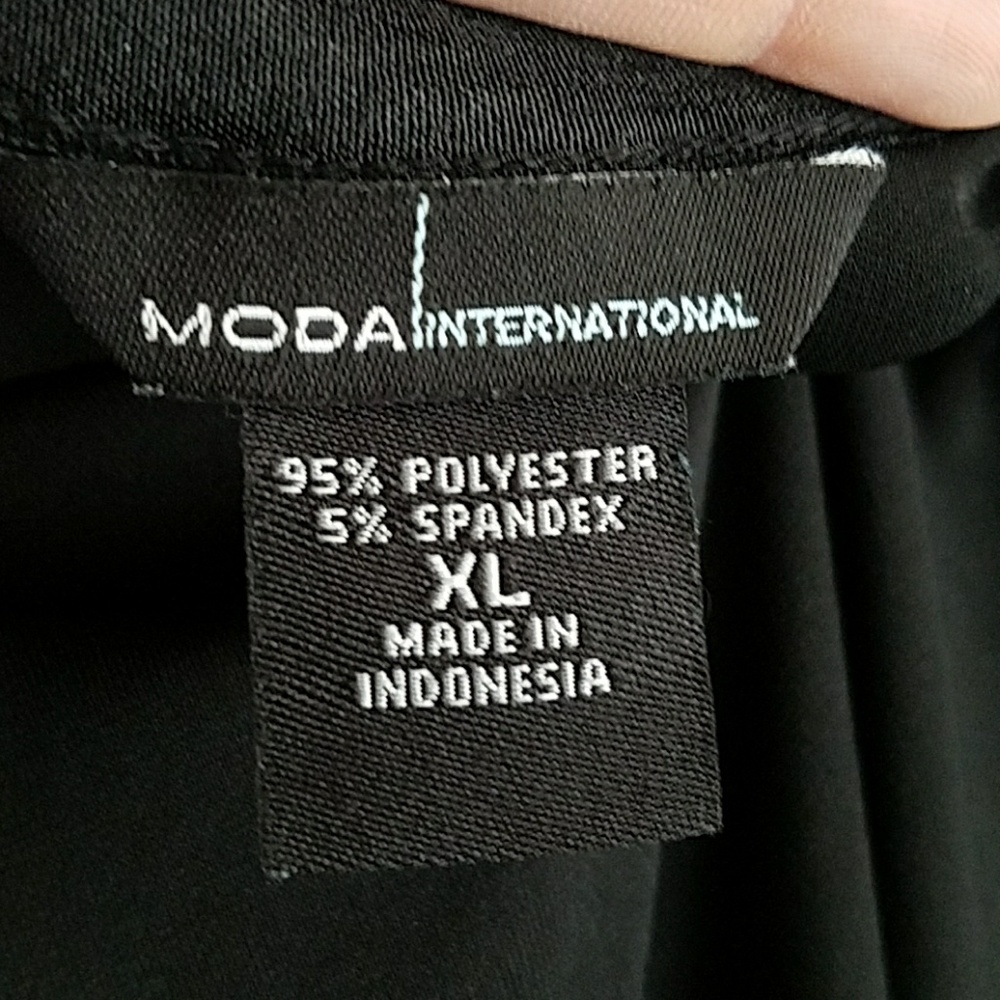 MODA INTERNATIONAL
95% POLYESTER
5% SPANDEX
XL
MADE IN
INDONESIA